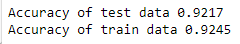 Accuracy of test data 0.9217
Accuracy of train data 0.9245